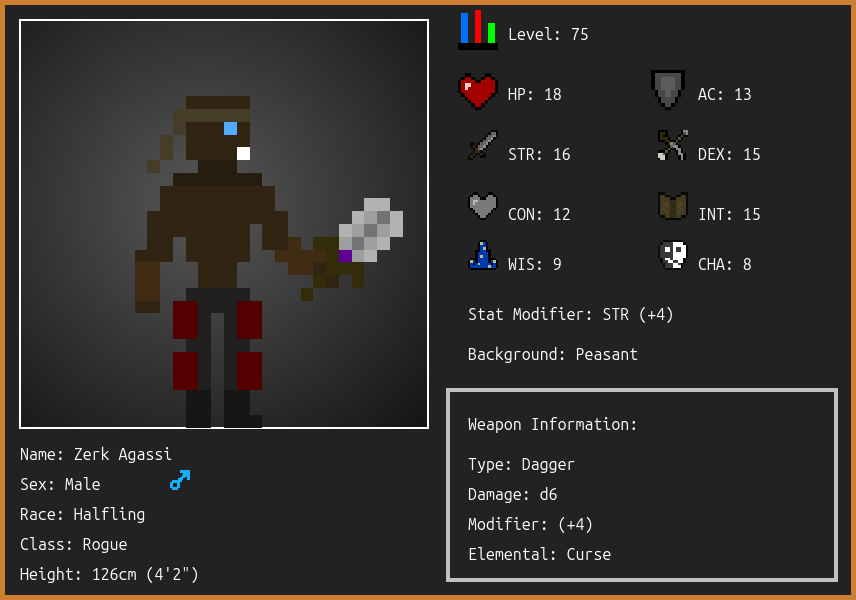 Level: 75
HP: 18
AC: 13
STR: 16
DEX: 15
CON: 12
INT: 15
WIS: 9
CHA: 8
Stat Modifier: STR (+4)
Background: Peasant
Weapon Information:
Type: Dagger
Damage: d6
Modifier: (+4)
Elemental: Curse
Name: Zerk Agassi
Sex: Male
Race: Halfling
Class: Rogue
Height: 126cm (4'2")